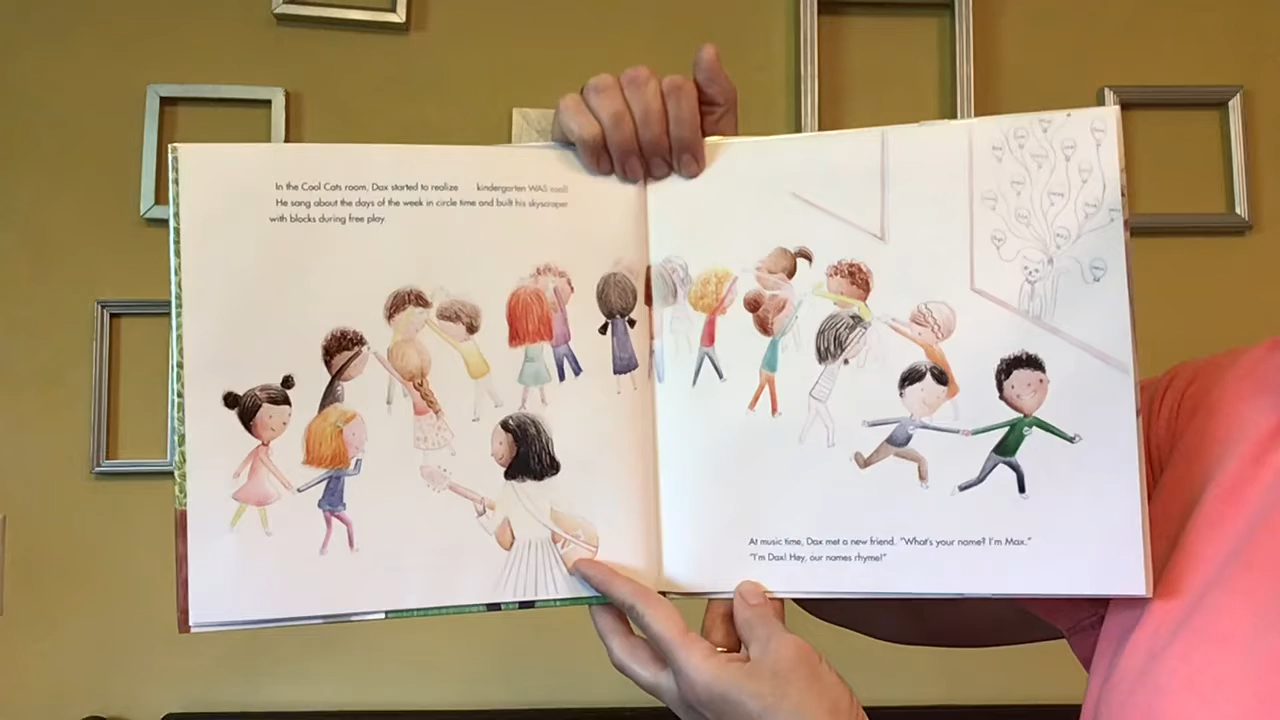 In the Cool Cats room, Dax started to realize kindergarten WAS cool!
He sang about the days of the week in circle time and built his skyscraper
with blocks during free play.
At music time, Dax met a new friend. "What's your name? I'm Max."
"I'm Dax! Hey, our names rhyme!"